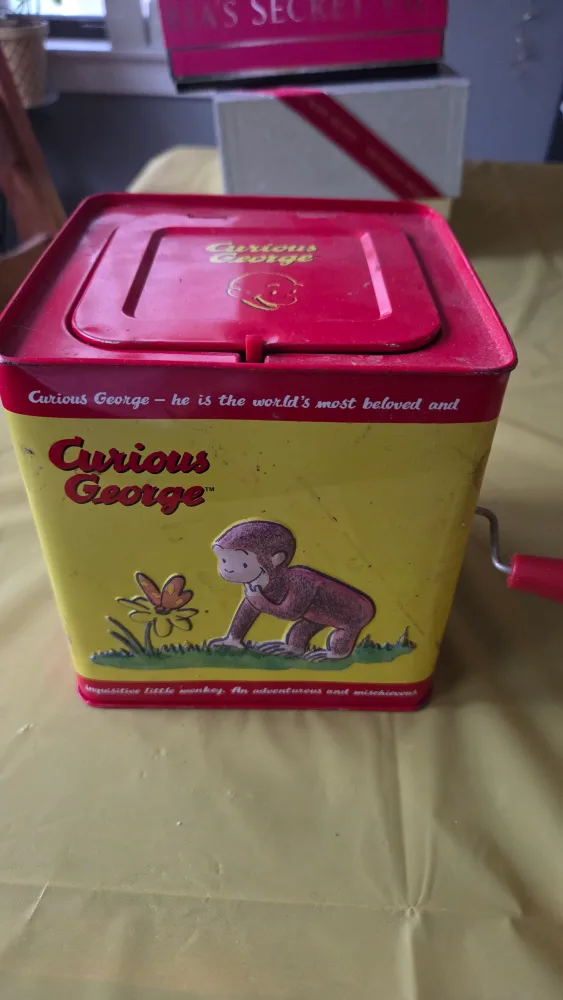 SECRET
Curious
George
Curious George – he is the world's most beloved and
Curious
George™
inquisitive little monkey. An adventurous and mischievous